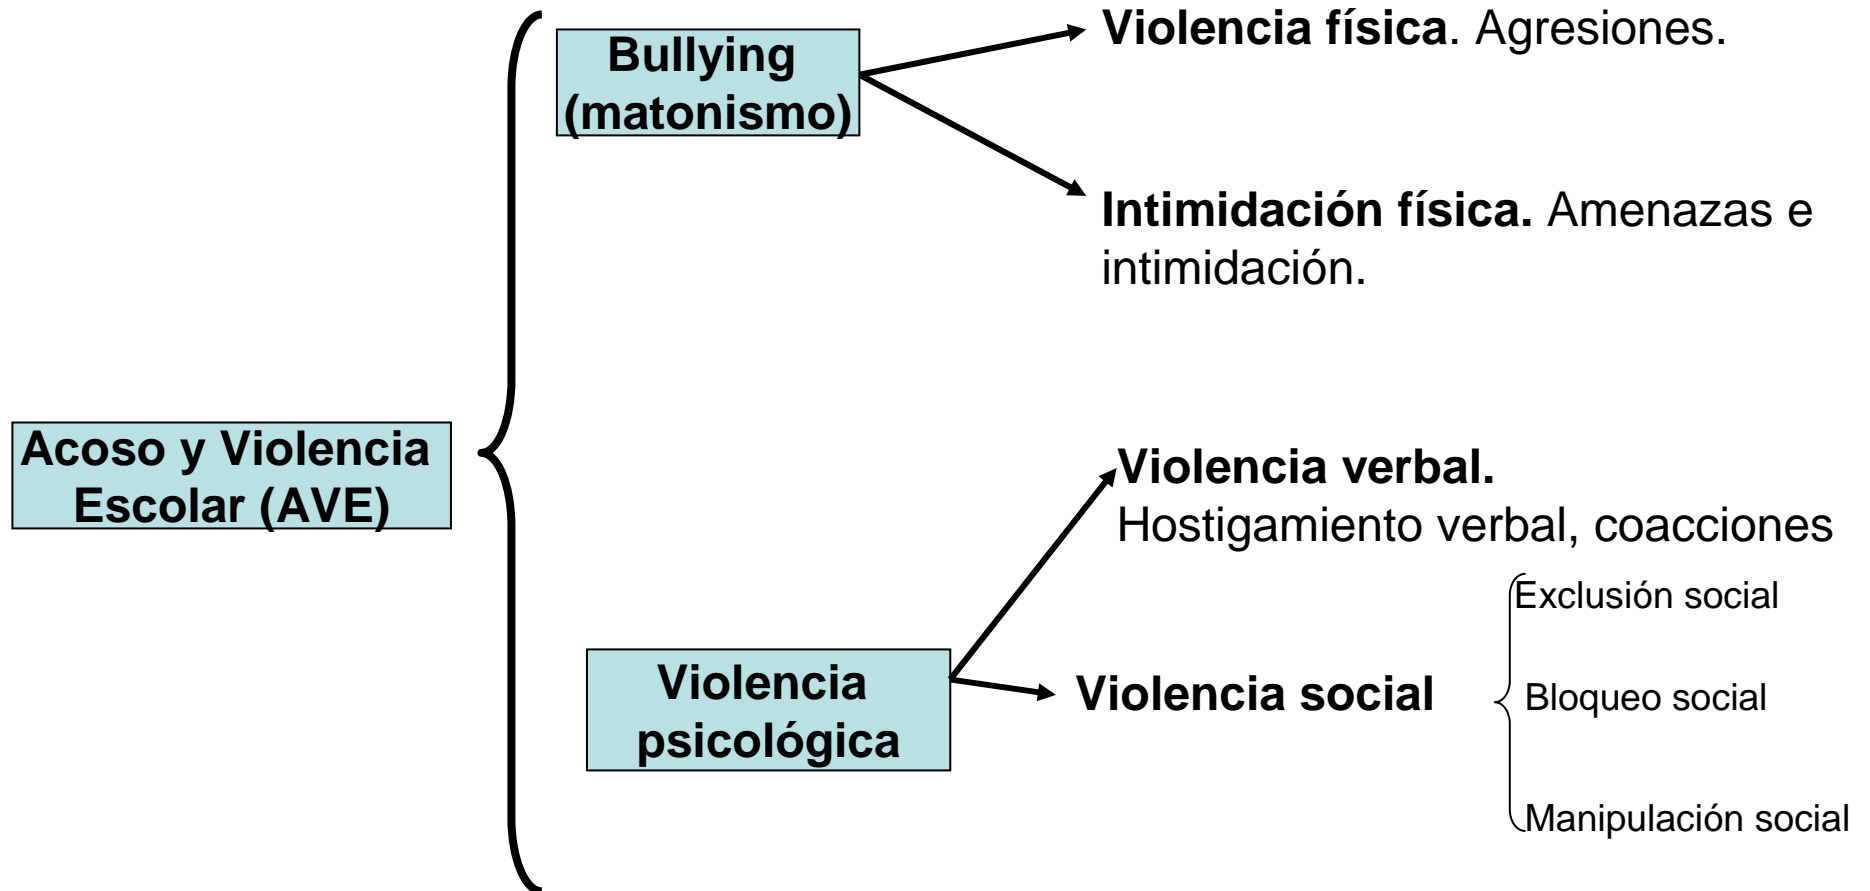 Bullying
(matonismo)
Violencia física. Agresiones.
Intimidación física. Amenazas e
intimidación.
Acoso y Violencia
Escolar (AVE)
Violencia verbal.
Hostigamiento verbal, coacciones
Violencia
psicológica
Violencia social
Exclusión social
Bloqueo social
Manipulación social